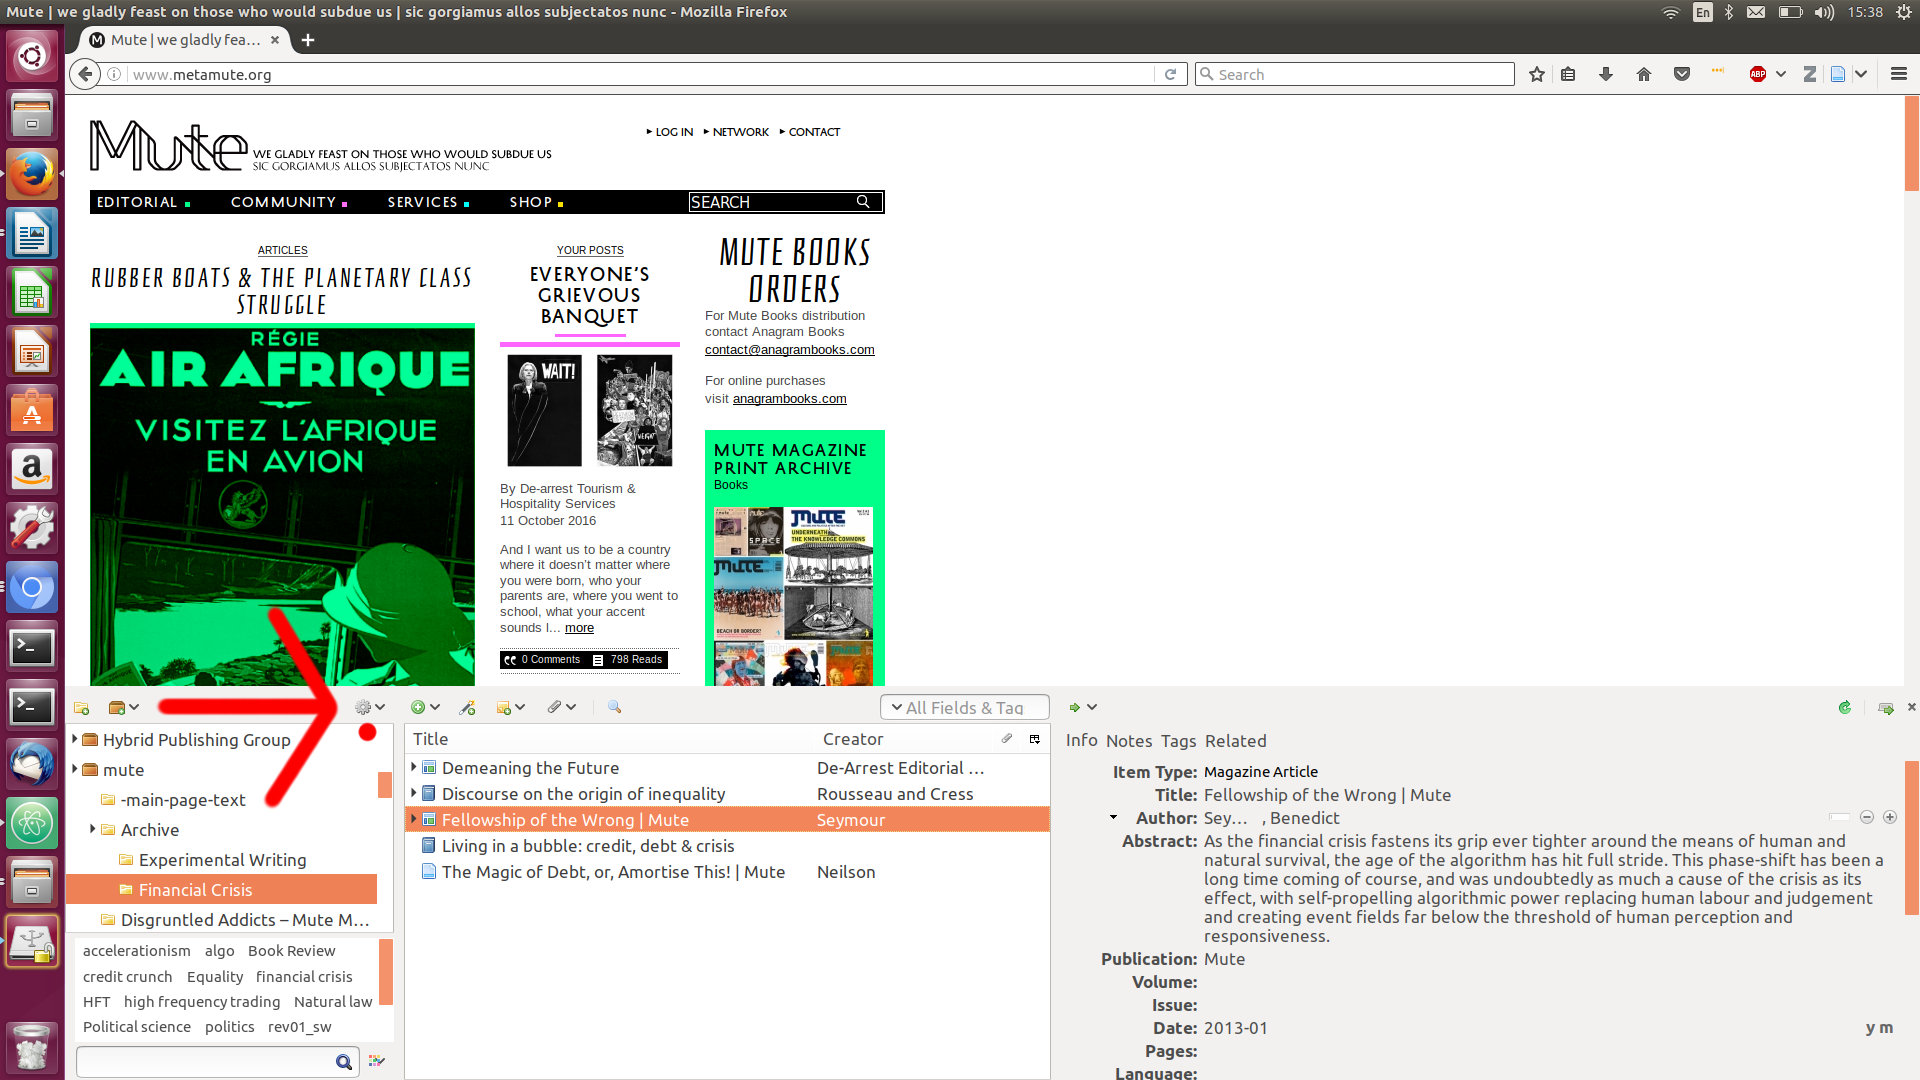 Mute | we gladly feast on those who would subdue us | sic gorgiamus allos subjectatos nunc - Mozilla Firefox
En
15:38
Mute | we gladly fea...
www.metamute.org
Search
ABP
Mute
WE GLADLY FEAST ON THOSE WHO WOULD SUBDUE US
SIC GORGIAMUS ALLOS SUBJECTATOS NUNC
LOG IN NETWORK CONTACT
EDITORIAL COMMUNITY SERVICES SHOP SEARCH
ARTICLES
RUBBER BOATS & THE PLANETARY CLASS
STRUGGLE
RÉGIE
AIR AFRIQUE
VISITEZ L'AFRIQUE
EN AVION
YOUR POSTS
EVERYONE'S
GRIEVOUS
BANQUET
WAIT!
By De-arrest Tourism &
Hospitality Services
11 October 2016
And I want us to be a country
where it doesn't matter where
you were born, who your
parents are, where you went to
school, what your accent
sounds l... more
0 Comments 798 Reads
MUTE BOOKS
ORDERS
For Mute Books distribution
contact Anagram Books
contact@anagrambooks.com
For online purchases
visit anagrambooks.com
MUTE MAGAZINE
PRINT ARCHIVE
Books
SPACE
MUTE
UNDERNEATH
THE KNOWLEDGE COMMONS
MUTE
BEACH OR BORDER?
All Fields & Tag
Hybrid Publishing Group
mute
-main-page-text
Archive
Experimental Writing
Financial Crisis
Disgruntled Addicts – Mute M...
accelerationism algo Book Review
credit crunch Equality financial crisis
HFT high frequency trading Natural law
Political science politics rev01_sw
Title Creator
Demeaning the Future De-Arrest Editorial ...
Discourse on the origin of inequality Rousseau and Cress
Fellowship of the Wrong | Mute Seymour
Living in a bubble: credit, debt & crisis
The Magic of Debt, or, Amortise This! | Mute Neilson
Info Notes Tags Related
Item Type: Magazine Article
Title: Fellowship of the Wrong | Mute
Author: Sey... , Benedict
Abstract: As the financial crisis fastens its grip ever tighter around the means of human and
natural survival, the age of the algorithm has hit full stride. This phase-shift has been a
long time coming of course, and was undoubtedly as much a cause of the crisis as its
effect, with self-propelling algorithmic power replacing human labour and judgement
and creating event fields far below the threshold of human perception and
responsiveness.
Publication: Mute
Volume:
Issue:
Date: 2013-01 y m
Pages:
Language: